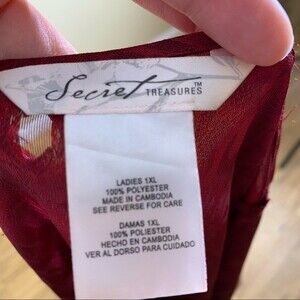 Secret TREASURES™
LADIES 1XL
100% POLYESTER
MADE IN CAMBODIA
SEE REVERSE FOR CARE
DAMAS 1XL
100% POLIESTER
HECHO EN CAMBODIA
VER AL DORSO PARA CUIDADO